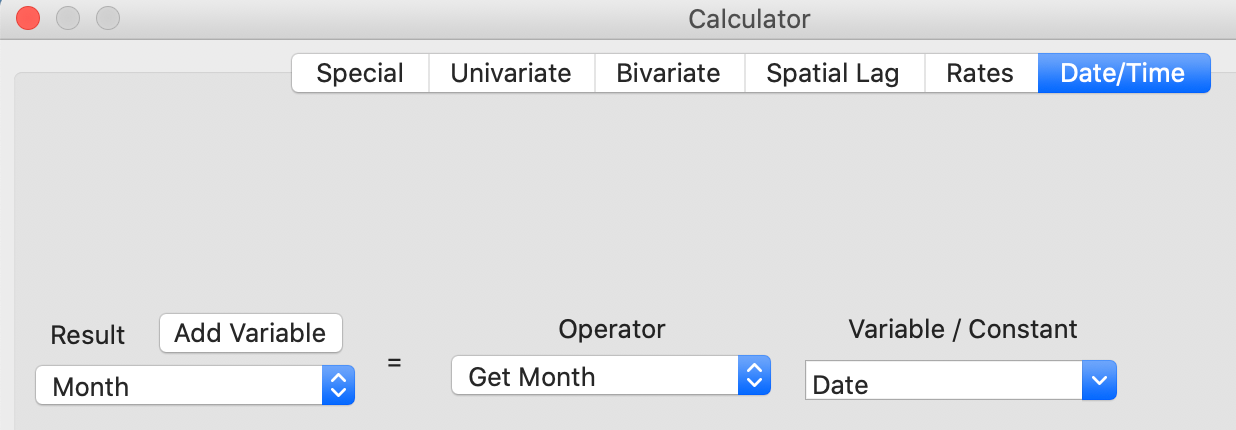 Calculator
Special Univariate Bivariate Spatial Lag Rates Date/Time
Result Add Variable Operator Variable / Constant
Month = Get Month Date